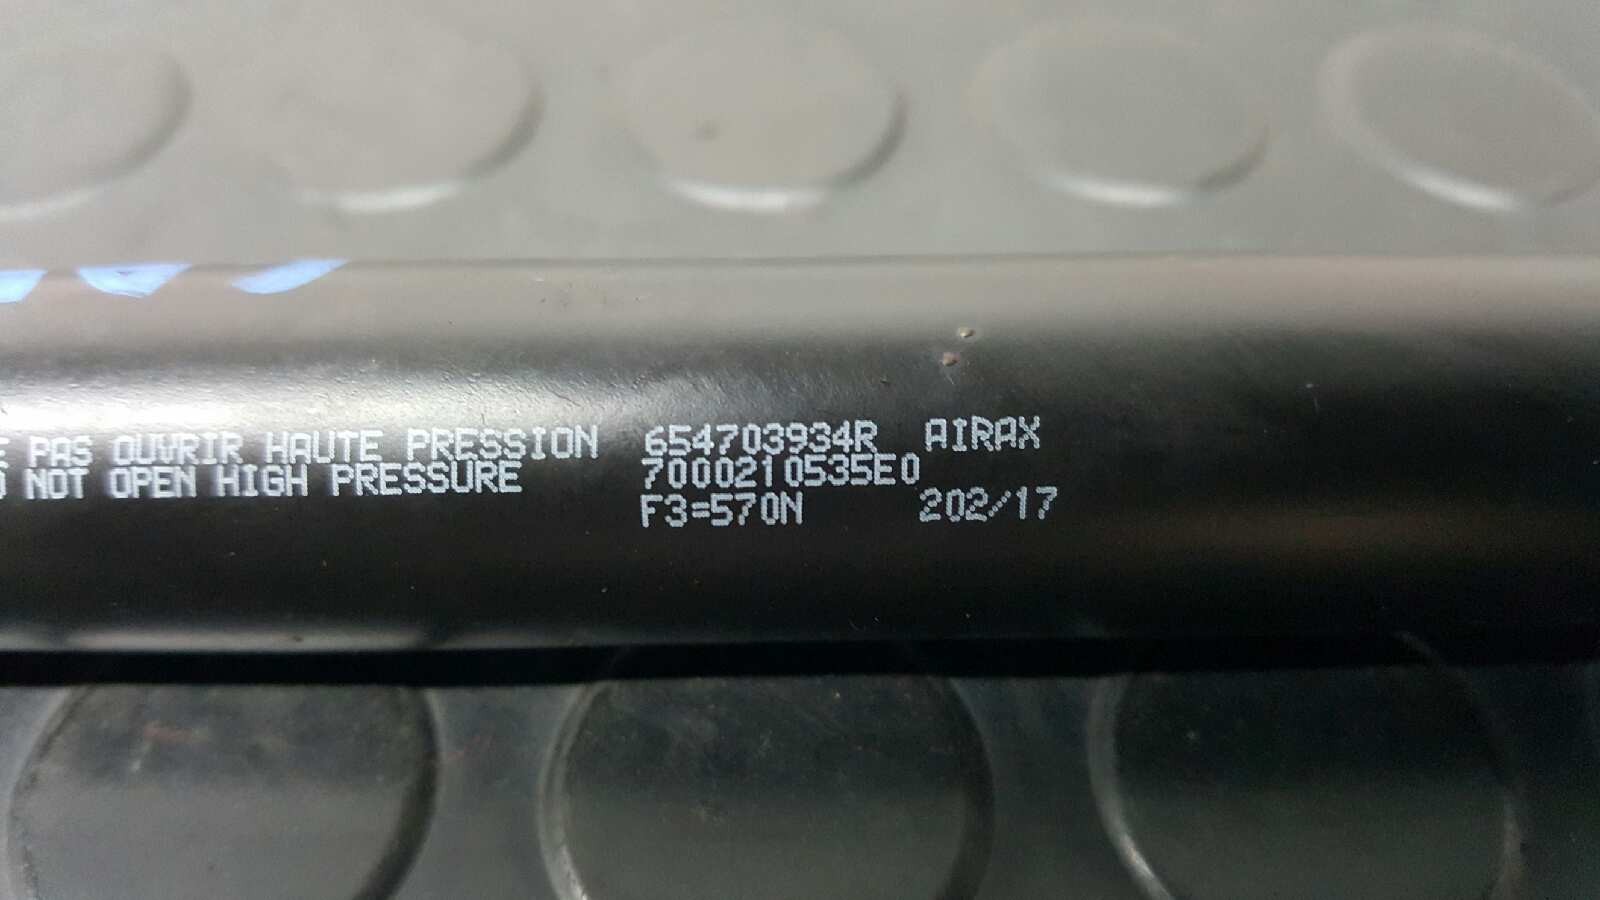 PAS OUVRIR HAUTE PRESSION 654703934R AIRAX
NOT OPEN HIGH PRESSURE 7000210535E0
F3=570N 202/17